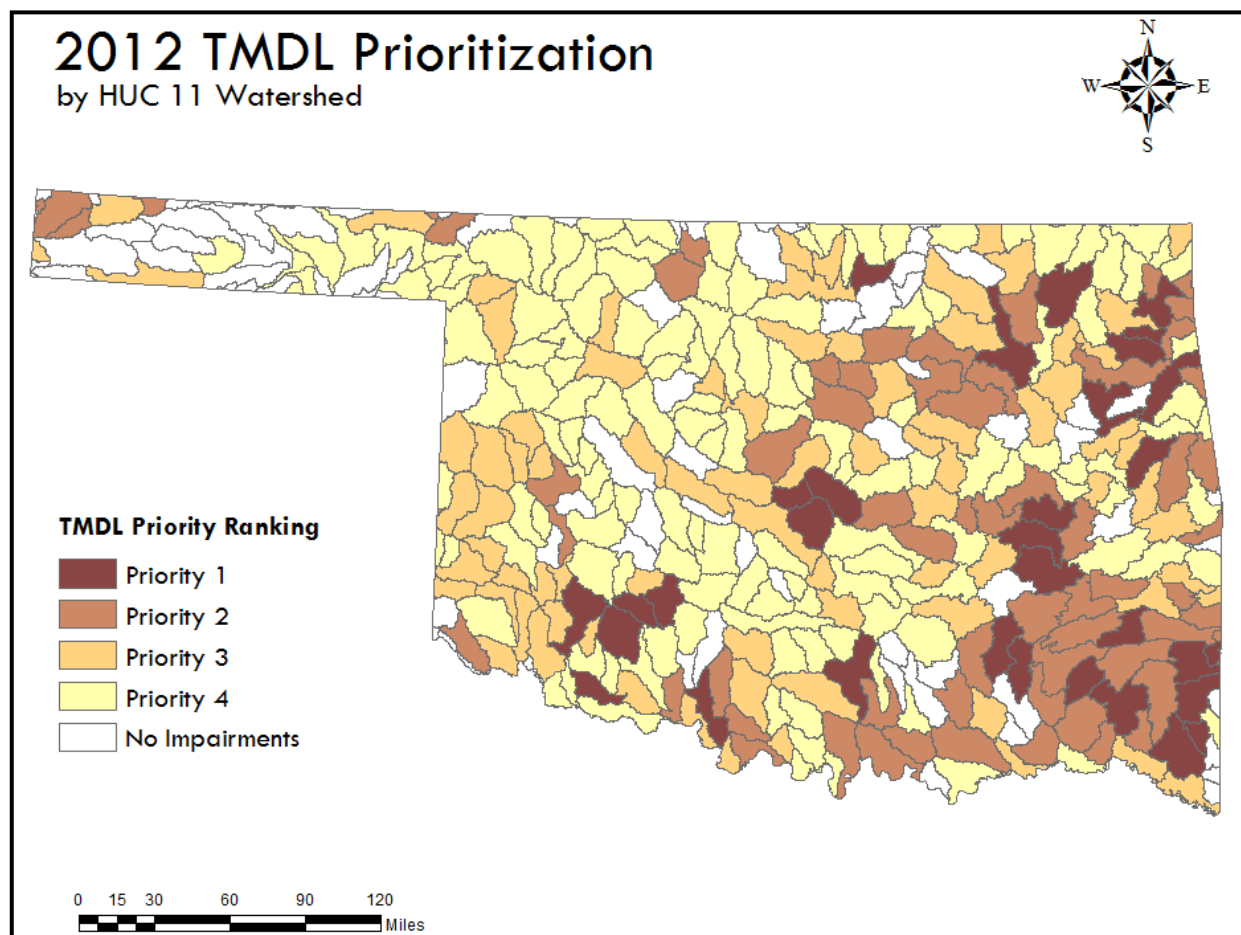 2012 TMDL Prioritization
by HUC 11 Watershed
N
W E
S
TMDL Priority Ranking
Priority 1
Priority 2
Priority 3
Priority 4
No Impairments
0 15 30 60 90 120
Miles